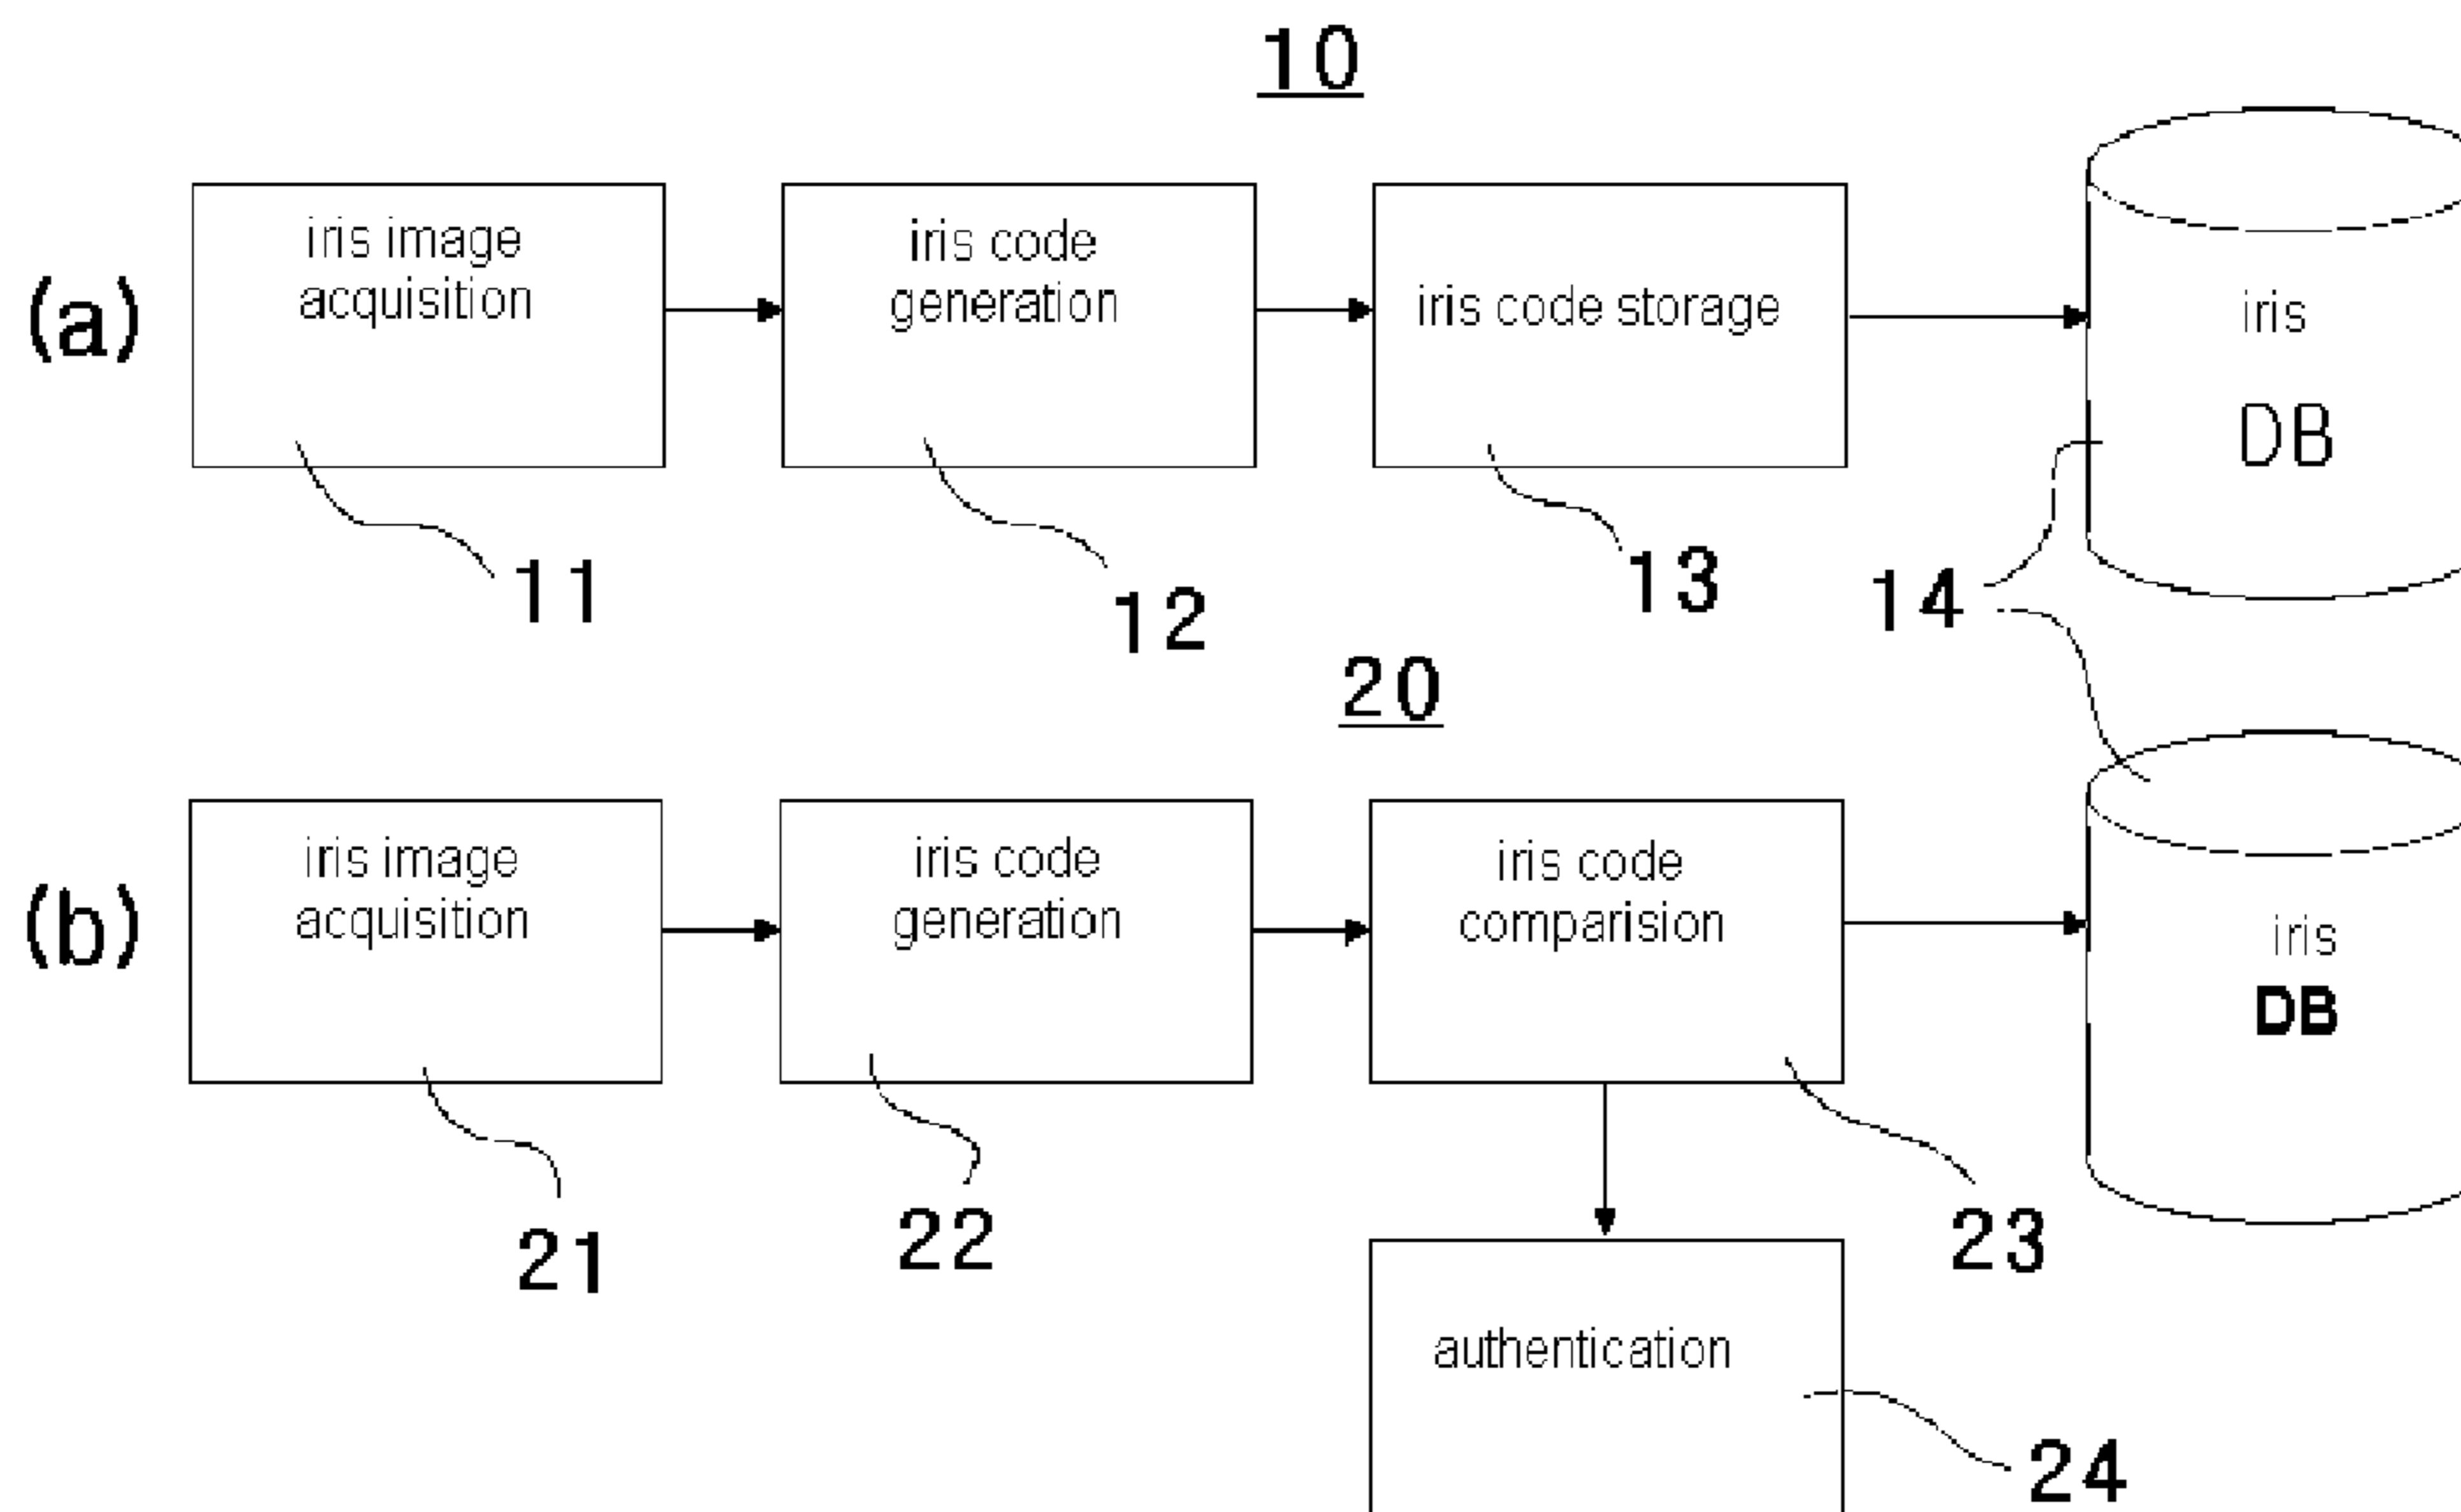 10
(a)
iris image
acquisition
iris code
generation
iris code storage
iris
DB
11
12
13
14
20
(b)
iris image
acquisition
iris code
generation
iris code
comparision
iris
DB
21
22
23
authentication
24